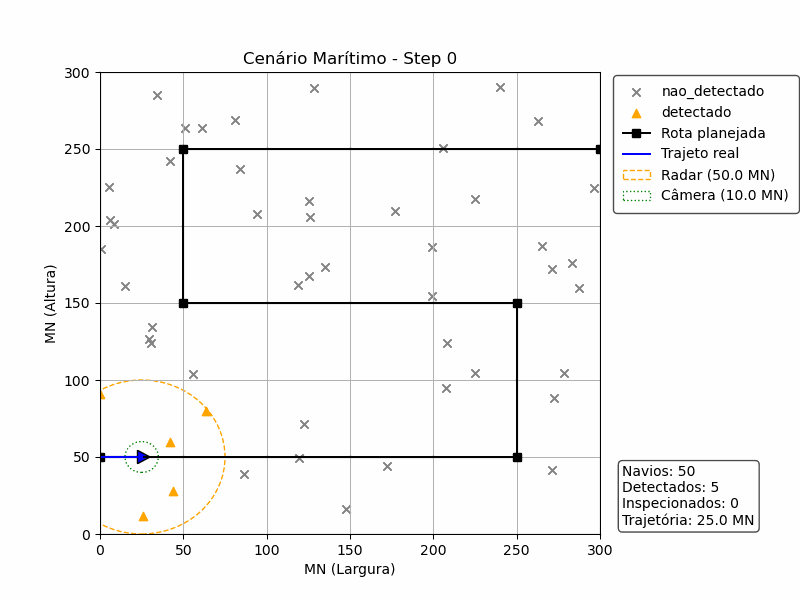 Cenário Marítimo - Step 0
300
250
200
150
100
50
0
MN (Altura)
0 50 100 150 200 250 300
MN (Largura)
nao_detectado
detectado
Rota planejada
Trajeto real
Radar (50.0 MN)
Câmera (10.0 MN)
Navios: 50
Detectados: 5
Inspecionados: 0
Trajetória: 25.0 MN